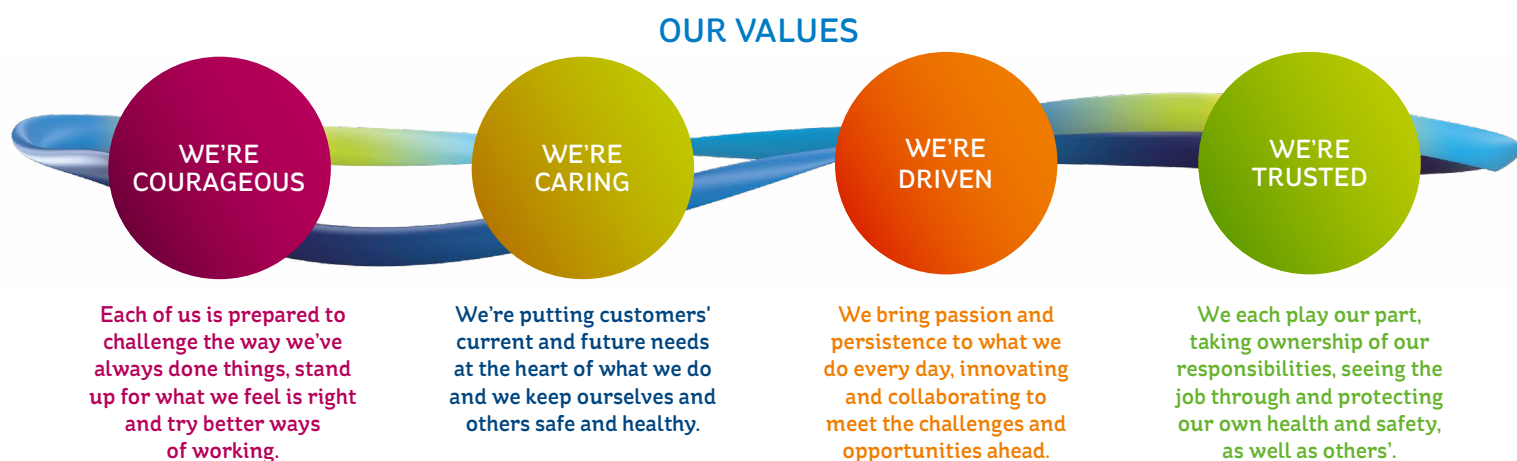 OUR VALUES
WE'RE
COURAGEOUS
WE'RE
CARING
WE'RE
DRIVEN
WE'RE
TRUSTED
Each of us is prepared to
challenge the way we've
always done things, stand
up for what we feel is right
and try better ways
of working.
We're putting customers'
current and future needs
at the heart of what we do
and we keep ourselves and
others safe and healthy.
We bring passion and
persistence to what we
do every day, innovating
and collaborating to
meet the challenges and
opportunities ahead.
We each play our part,
taking ownership of our
responsibilities, seeing the
job through and protecting
our own health and safety,
as well as others'.